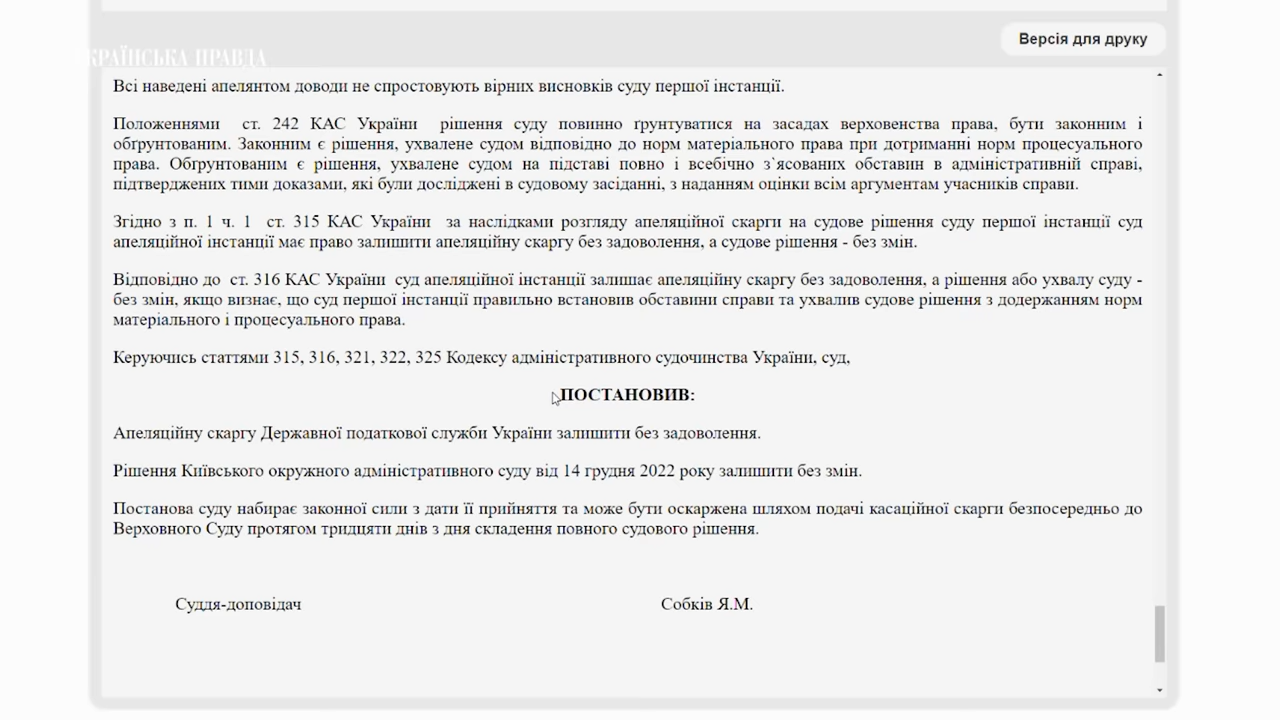 Версія для друку
УКРАЇНСЬКА ПРАВДА
Всі наведені апелянтом доводи не спростовують вірних висновків суду першої інстанції.
Положеннями ст. 242 КАС України рішення суду повинно ґрунтуватися на засадах верховенства права, бути законним і
обґрунтованим. Законним є рішення, ухвалене судом відповідно до норм матеріального права при дотриманні норм процесуального
права. Обґрунтованим є рішення, ухвалене судом на підставі повно і всебічно з`ясованих обставин в адміністративній справі,
підтверджених тими доказами, які були досліджені в судовому засіданні, з наданням оцінки всім аргументам учасників справи.
Згідно з п. 1 ч. 1 ст. 315 КАС України за наслідками розгляду апеляційної скарги на судове рішення суду першої інстанції суд
апеляційної інстанції має право залишити апеляційну скаргу без задоволення, а судове рішення - без змін.
Відповідно до ст. 316 КАС України суд апеляційної інстанції залишає апеляційну скаргу без задоволення, а рішення або ухвалу суду -
без змін, якщо визнає, що суд першої інстанції правильно встановив обставини справи та ухвалив судове рішення з додержанням норм
матеріального і процесуального права.
Керуючись статтями 315, 316, 321, 322, 325 Кодексу адміністративного судочинства України, суд,
ПОСТАНОВИВ:
Апеляційну скаргу Державної податкової служби України залишити без задоволення.
Рішення Київського окружного адміністративного суду від 14 грудня 2022 року залишити без змін.
Постанова суду набирає законної сили з дати її прийняття та може бути оскаржена шляхом подачі касаційної скарги безпосередньо до
Верховного Суду протягом тридцяти днів з дня складення повного судового рішення.
Суддя-доповідач Собків Я.М.